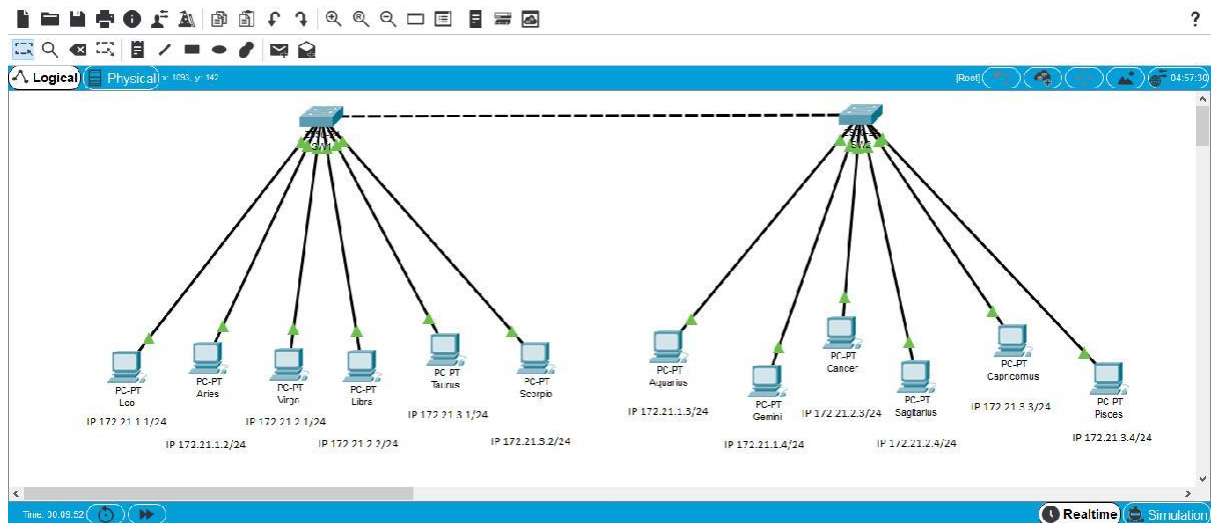 ?
Logical
Physical
x: 1093, y: 142
[Root]
04:57:30
PC-PT
Leo
IP 172.21.1.1/24
PC-PT
Aries
IP 172.21.1.2/24
PC-PT
Virgo
IP 172.21.2.1/24
PC-PT
Libra
IP 172.21.2.2/24
PC-PT
Taurus
IP 172.21.3.1/24
PC-PT
Scorpio
IP 172.21.3.2/24
PC-PT
Aquarius
IP 172.21.1.3/24
PC-PT
Gemini
IP 172.21.1.4/24
PC-PT
Cancer
IP 172.21.2.3/24
PC-PT
Sagitarius
IP 172.21.2.4/24
PC-PT
Capricornus
IP 172.21.3.3/24
PC-PT
Pisces
IP 172.21.3.4/24
Time: 00:09:52
Realtime
Simulation